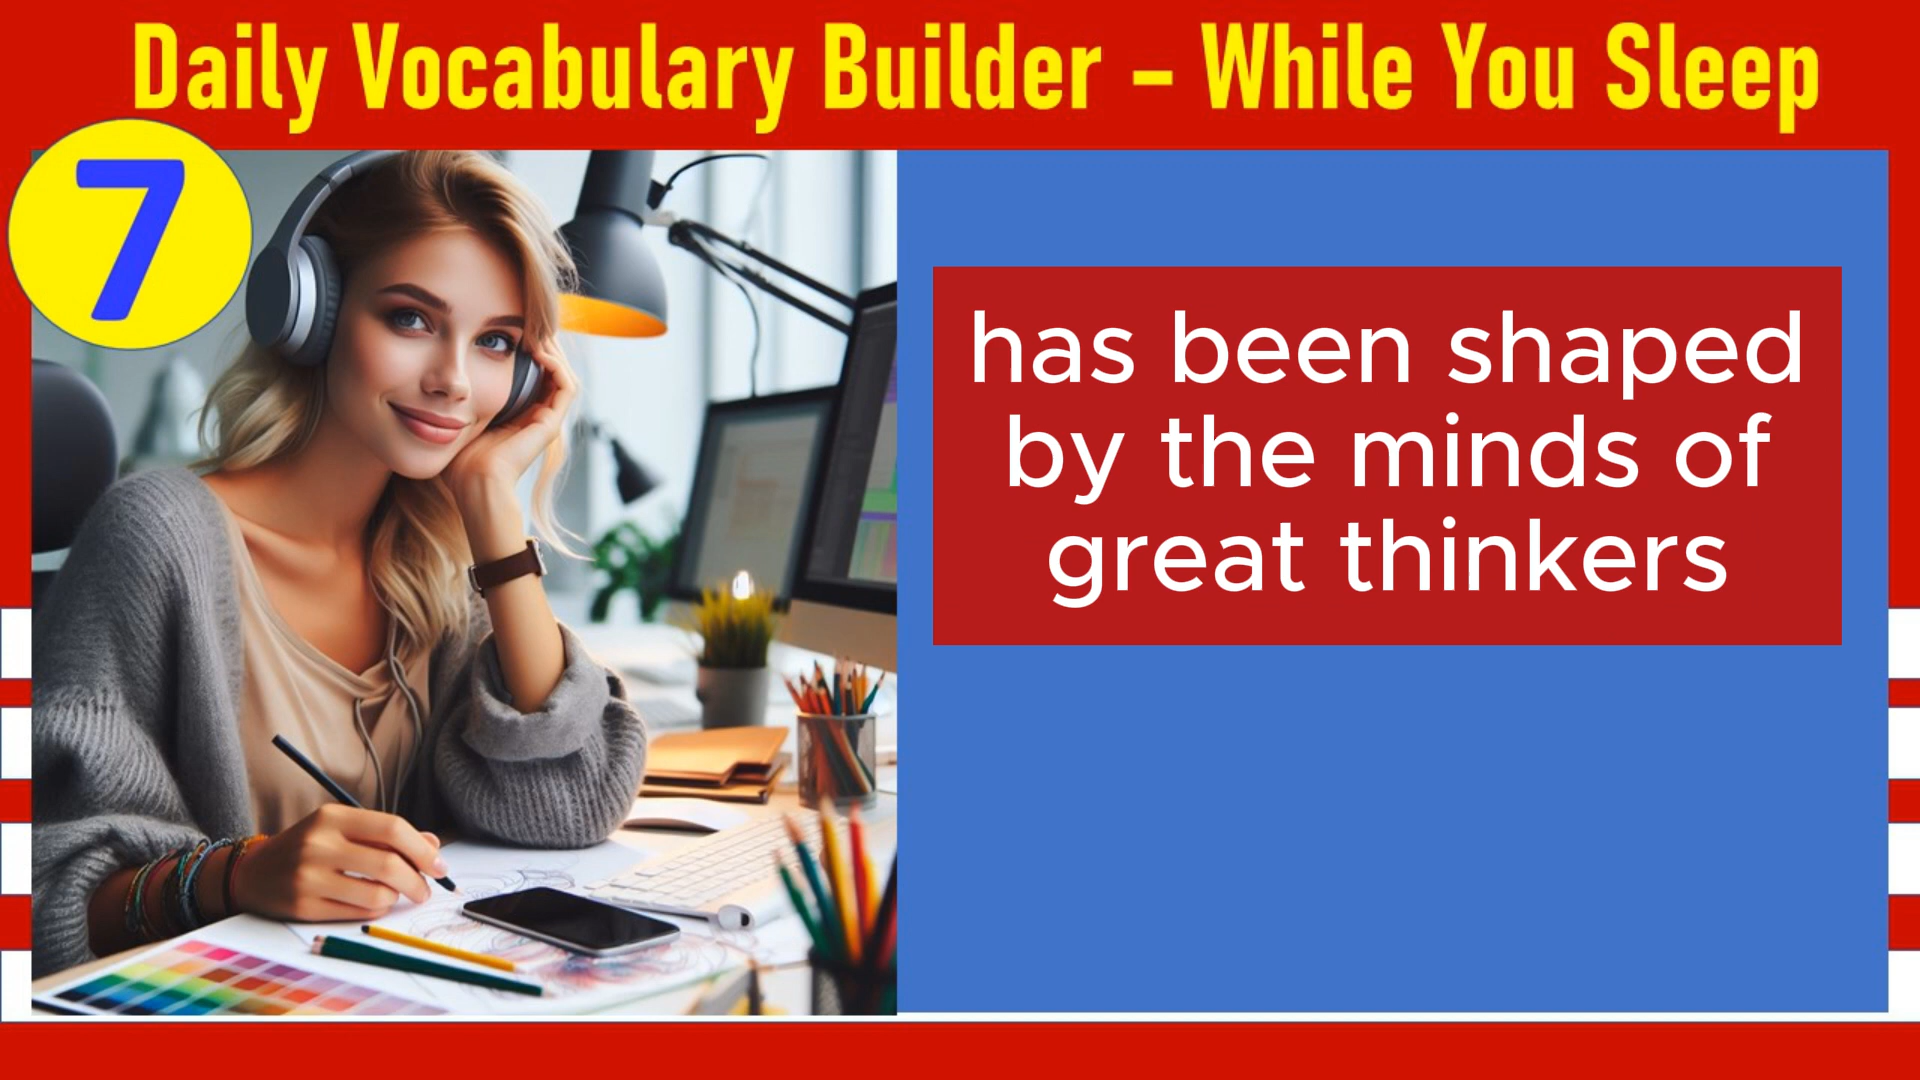 Daily Vocabulary Builder – While You Sleep
7
has been shaped
by the minds of
great thinkers